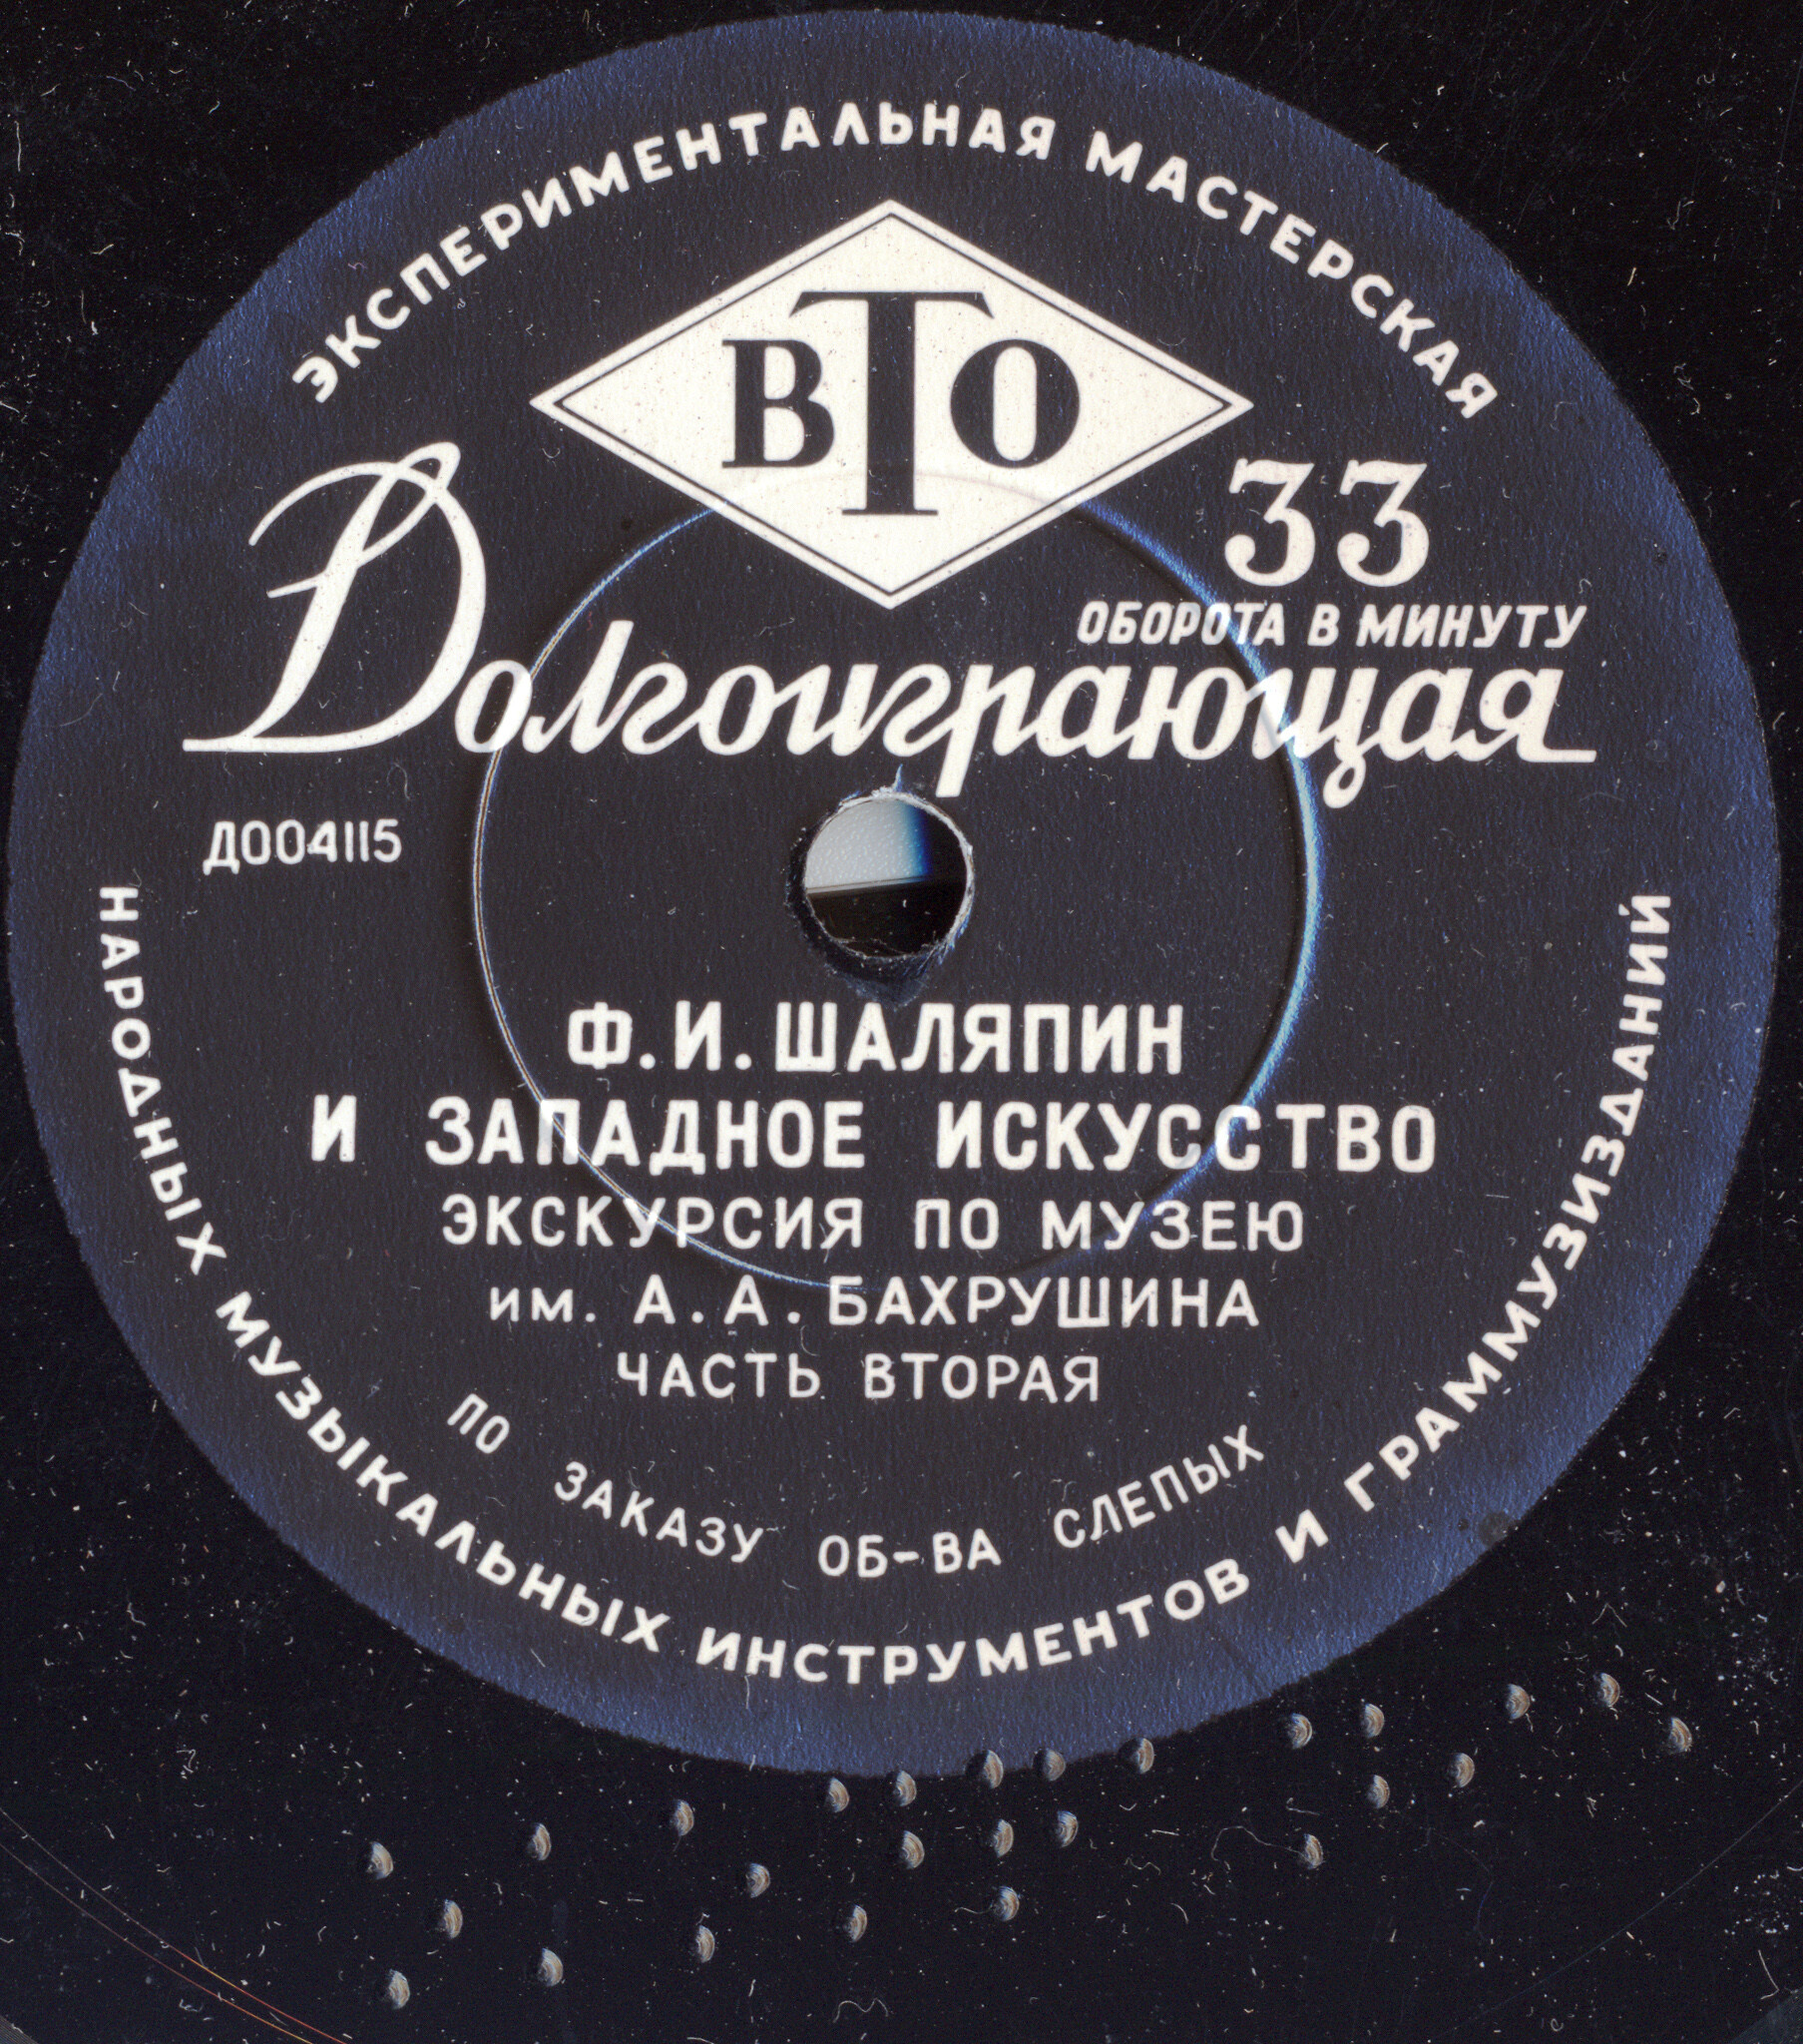 ЭКСПЕРИМЕНТАЛЬНАЯ МАСТЕРСКАЯ
ВТО
33
ОБОРОТА В МИНУТУ
Долгоиграющая
Д004115
Ф. И. ШАЛЯПИН
И ЗАПАДНОЕ ИСКУССТВО
ЭКСКУРСИЯ ПО МУЗЕЮ
им. А. А. БАХРУШИНА
ЧАСТЬ ВТОРАЯ
ПО ЗАКАЗУ ОБ-ВА СЛЕПЫХ
НАРОДНЫХ МУЗЫКАЛЬНЫХ ИНСТРУМЕНТОВ И ГРАММУЗИЗДАНИЙ